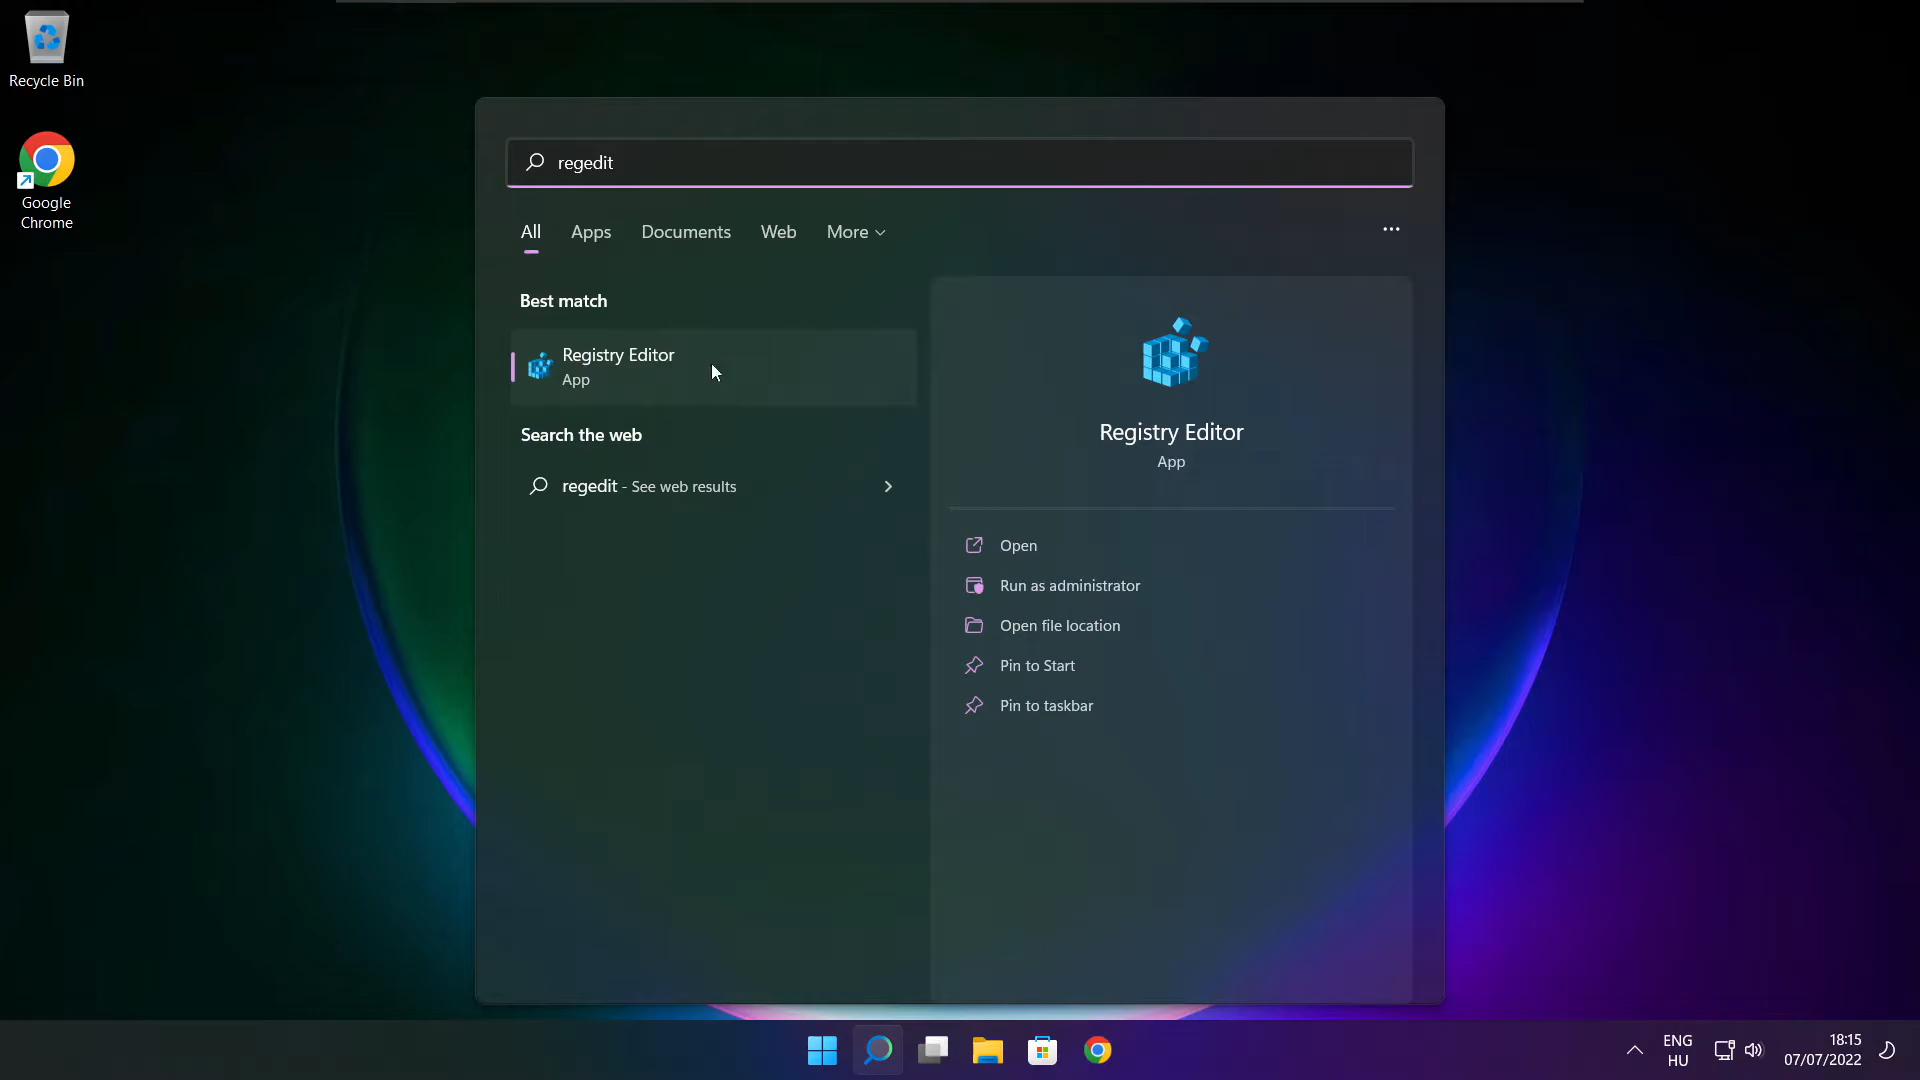 Recycle Bin
Google
Chrome
regedit
All Apps Documents Web More
Best match
Registry Editor
App
Search the web
regedit - See web results
Registry Editor
App
Open
Run as administrator
Open file location
Pin to Start
Pin to taskbar
ENG
HU
18:15
07/07/2022